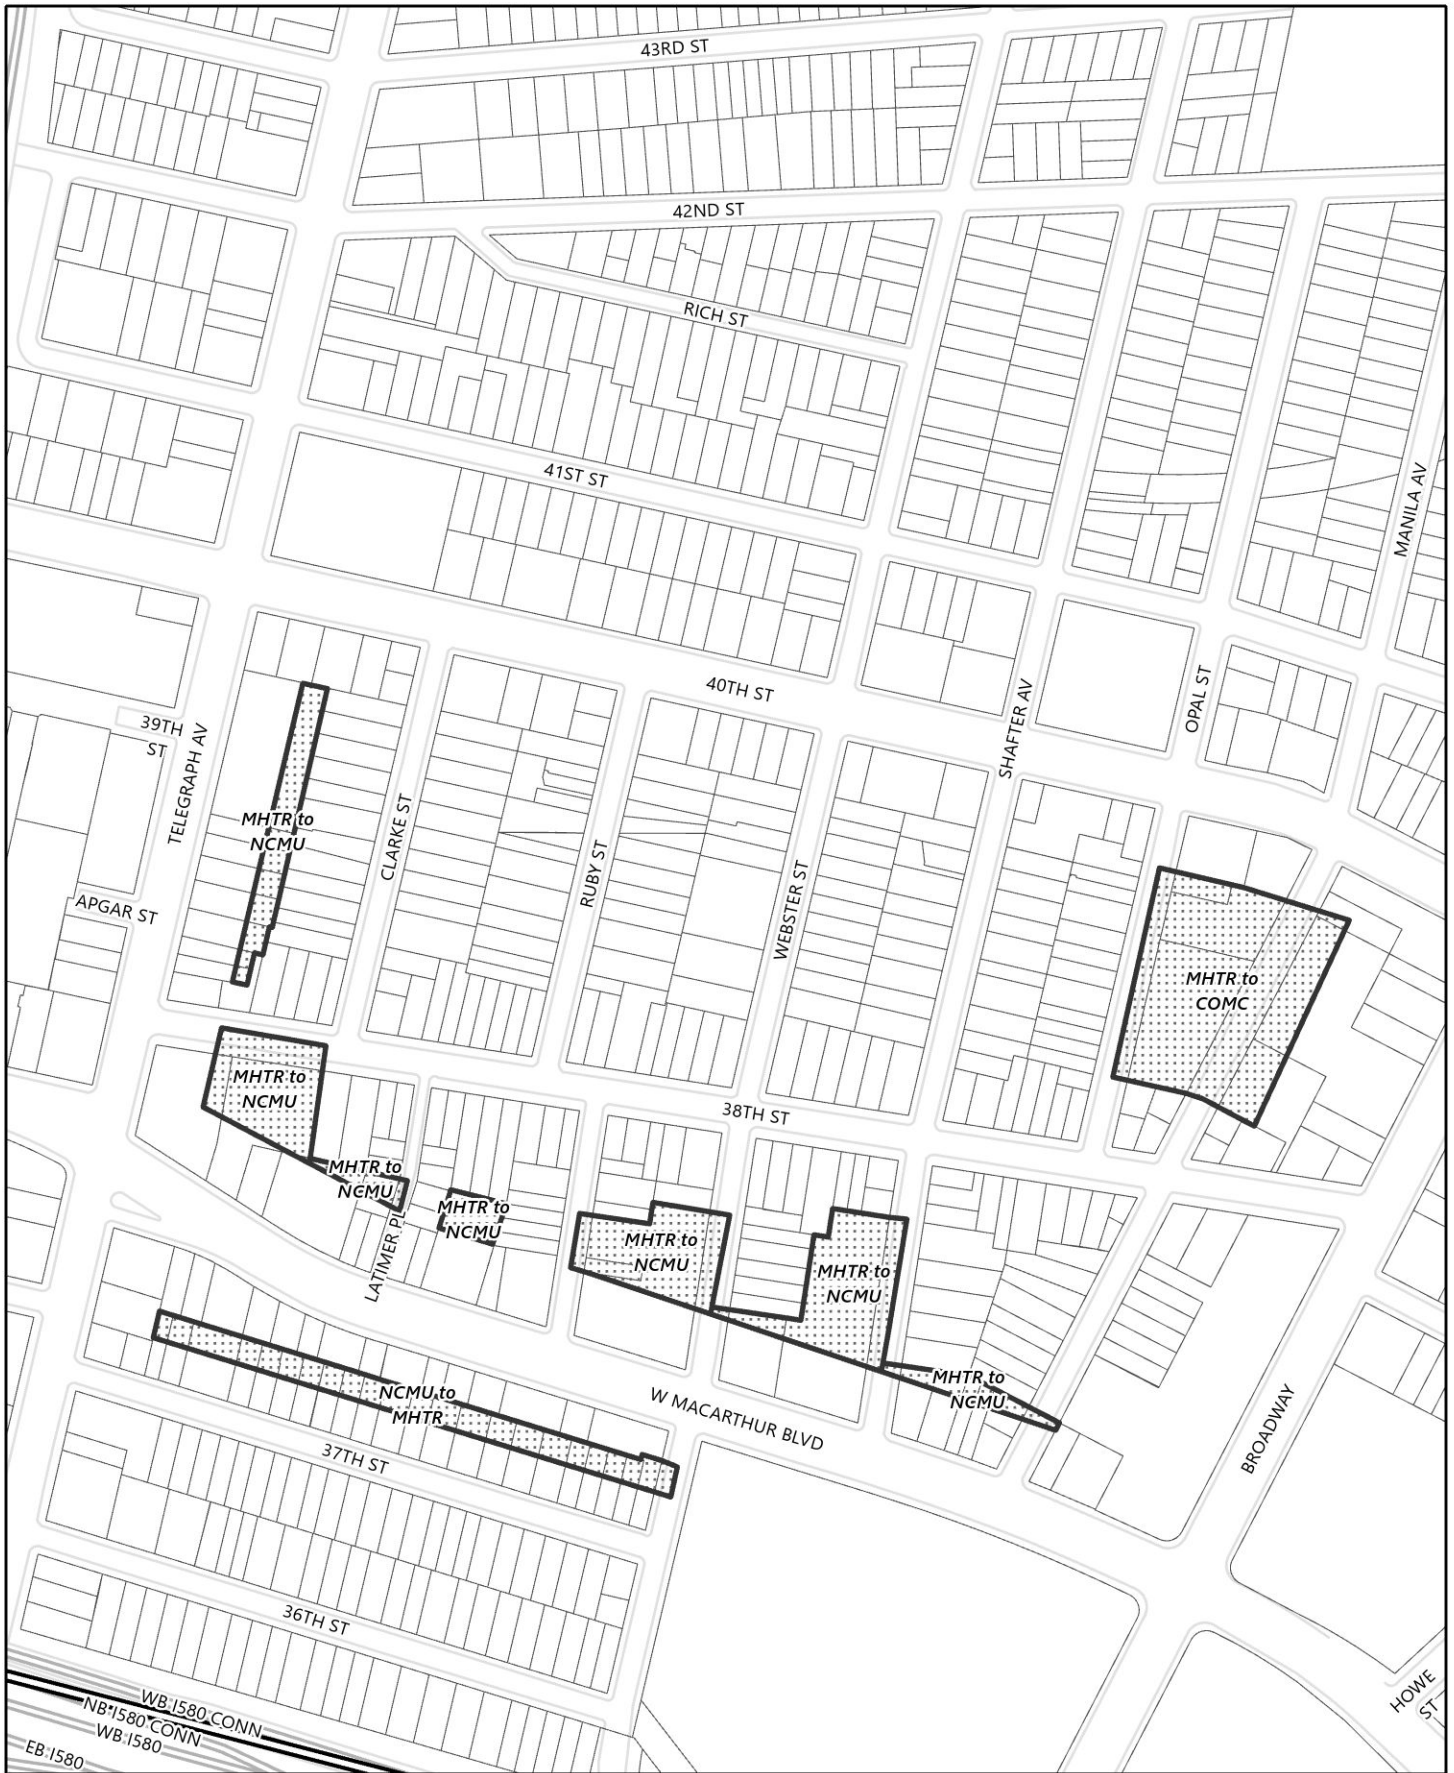 43RD ST
42ND ST
RICH ST
41ST ST
MANILA AV
40TH ST
OPAL ST
SHAFTER AV
39TH
ST
TELEGRAPH AV
MHTR to
NCMU
CLARKE ST
RUBY ST
WEBSTER ST
APGAR ST
MHTR to
COMC
MHTR to
NCMU
38TH ST
MHTR to
NCMU
MHTR to
NCMU
LATIMER PL
MHTR to
NCMU
MHTR to
NCMU
MHTR to
NCMU
NCMU to
MHTR
W MACARTHUR BLVD
BROADWAY
37TH ST
36TH ST
HOWE
ST
WB I580 CONN
NB I580 CONN
WB I580
EB I580